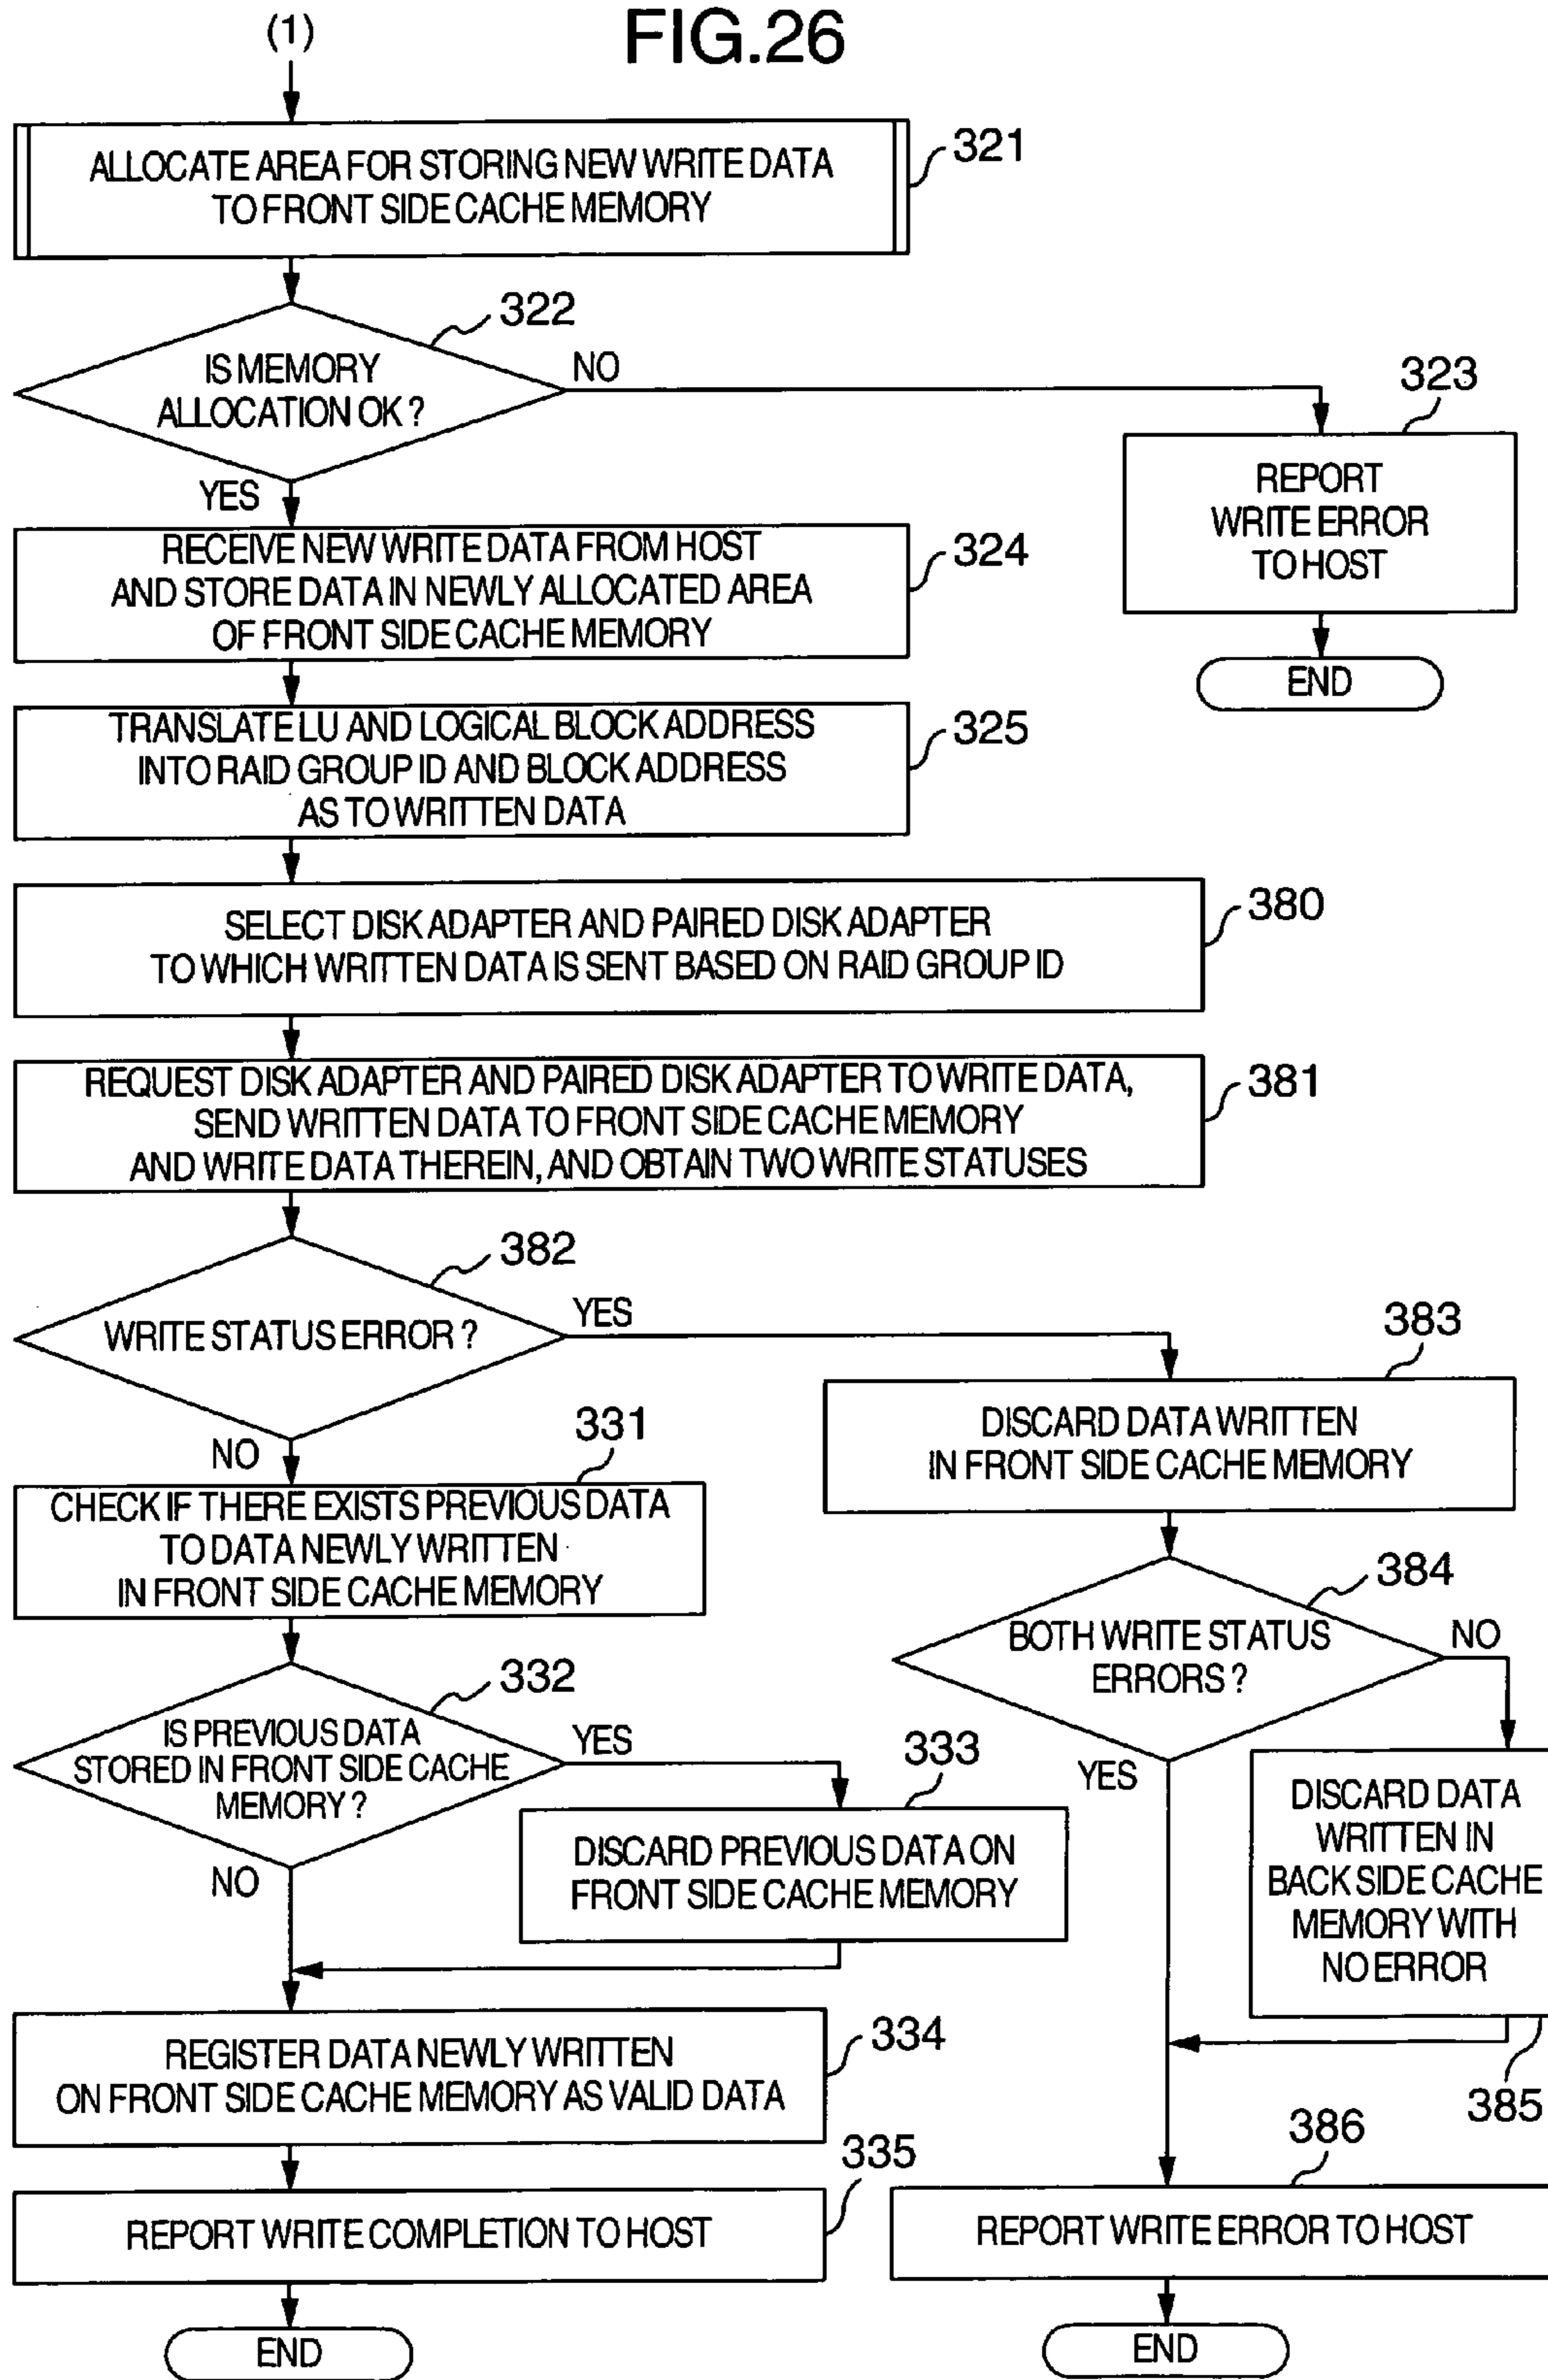 FIG.26
(1)
ALLOCATE AREA FOR STORING NEW WRITE DATA
TO FRONT SIDE CACHE MEMORY
321
322
IS MEMORY
ALLOCATION OK ?
NO
YES
323
REPORT
WRITE ERROR
TO HOST
END
RECEIVE NEW WRITE DATA FROM HOST
AND STORE DATA IN NEWLY ALLOCATED AREA
OF FRONT SIDE CACHE MEMORY
324
TRANSLATE LU AND LOGICAL BLOCK ADDRESS
INTO RAID GROUP ID AND BLOCK ADDRESS
AS TO WRITTEN DATA
325
SELECT DISK ADAPTER AND PAIRED DISK ADAPTER
TO WHICH WRITTEN DATA IS SENT BASED ON RAID GROUP ID
380
REQUEST DISK ADAPTER AND PAIRED DISK ADAPTER TO WRITE DATA,
SEND WRITTEN DATA TO FRONT SIDE CACHE MEMORY
AND WRITE DATA THEREIN, AND OBTAIN TWO WRITE STATUSES
381
382
WRITE STATUS ERROR ?
YES
NO
331
CHECK IF THERE EXISTS PREVIOUS DATA
TO DATA NEWLY WRITTEN
IN FRONT SIDE CACHE MEMORY
332
IS PREVIOUS DATA
STORED IN FRONT SIDE CACHE
MEMORY ?
YES
NO
333
DISCARD PREVIOUS DATA ON
FRONT SIDE CACHE MEMORY
REGISTER DATA NEWLY WRITTEN
ON FRONT SIDE CACHE MEMORY AS VALID DATA
334
335
REPORT WRITE COMPLETION TO HOST
END
383
DISCARD DATA WRITTEN
IN FRONT SIDE CACHE MEMORY
384
BOTH WRITE STATUS
ERRORS ?
NO
YES
DISCARD DATA
WRITTEN IN
BACK SIDE CACHE
MEMORY WITH
NO ERROR
385
386
REPORT WRITE ERROR TO HOST
END